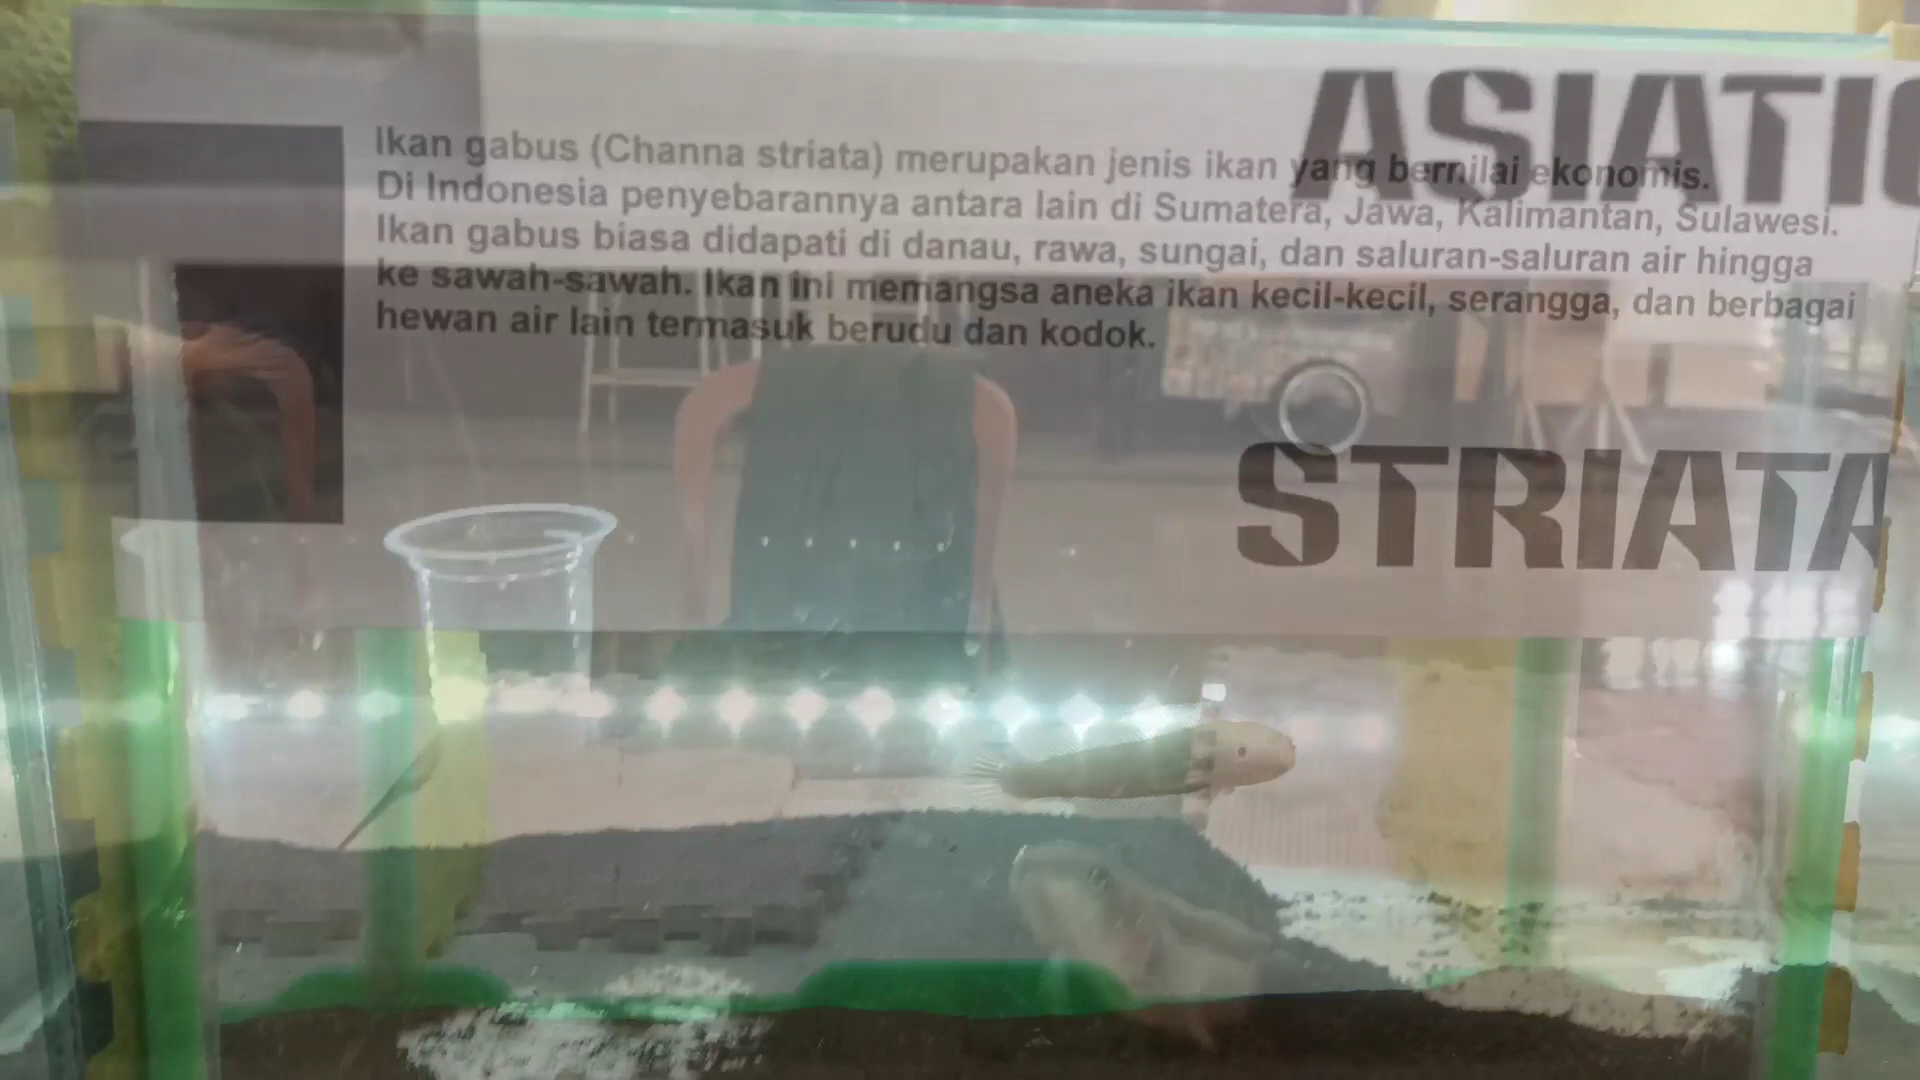 ASIATIC
Ikan gabus (Channa striata) merupakan jenis ikan yang bernilai ekonomis.
Di Indonesia penyebarannya antara lain di Sumatera, Jawa, Kalimantan, Sulawesi.
Ikan gabus biasa didapati di danau, rawa, sungai, dan saluran-saluran air hingga
ke sawah-sawah. Ikan ini memangsa aneka ikan kecil-kecil, serangga, dan berbagai
hewan air lain termasuk berudu dan kodok.
STRIATA